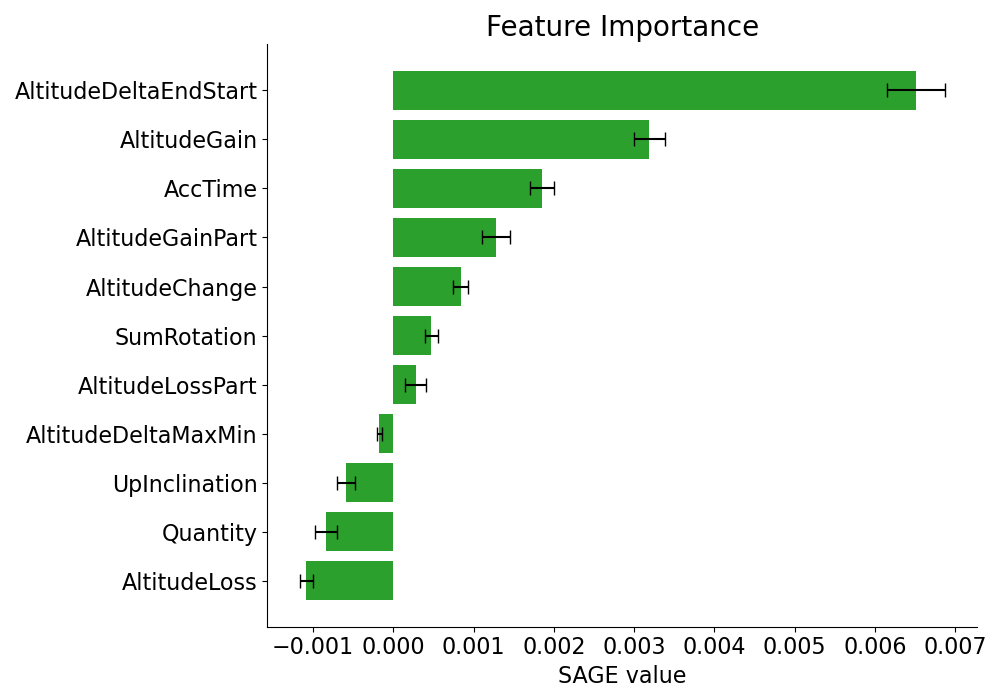 Feature Importance
AltitudeDeltaEndStart
AltitudeGain
AccTime
AltitudeGainPart
AltitudeChange
SumRotation
AltitudeLossPart
AltitudeDeltaMaxMin
UpInclination
Quantity
AltitudeLoss
−0.001 0.000 0.001 0.002 0.003 0.004 0.005 0.006 0.007
SAGE value